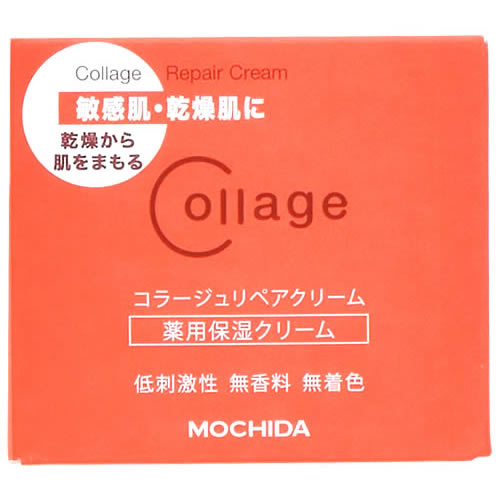 Collage Repair Cream
敏感肌・乾燥肌に
乾燥から
肌をまもる
Collage
コラージュリペアクリーム
薬用保湿クリーム
低刺激性 無香料 無着色
MOCHIDA